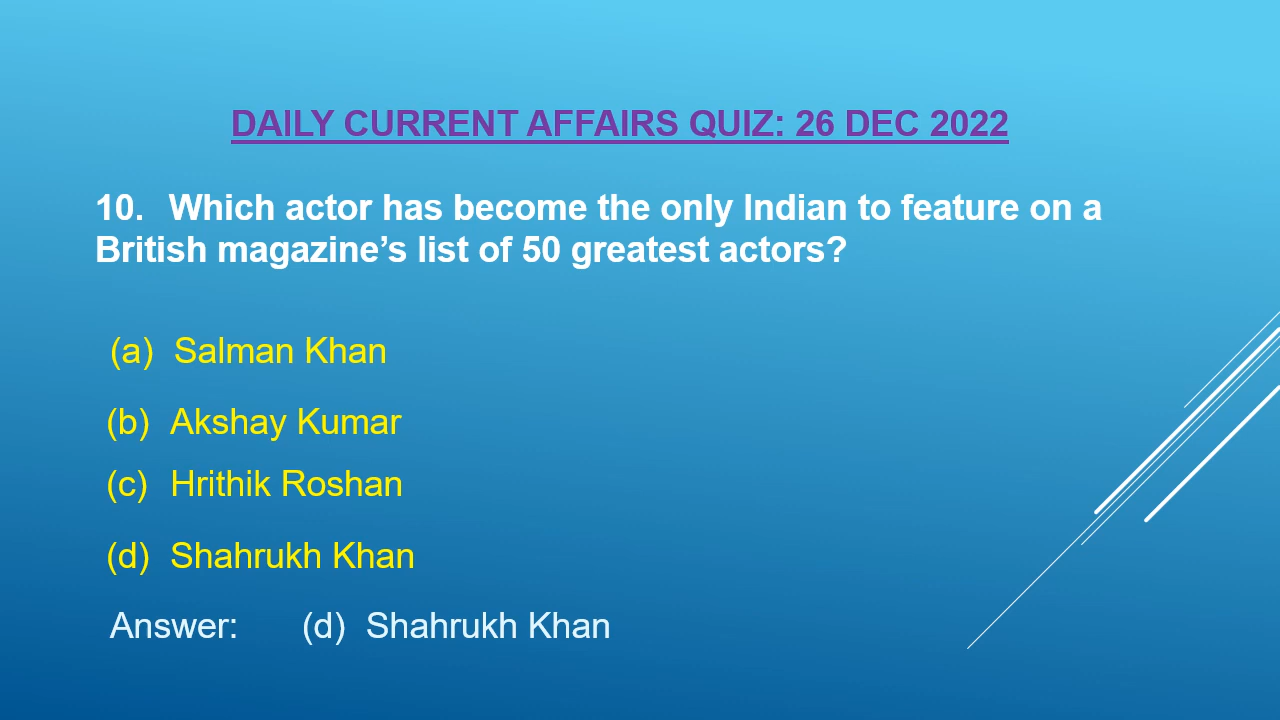 DAILY CURRENT AFFAIRS QUIZ: 26 DEC 2022
10. Which actor has become the only Indian to feature on a
British magazine’s list of 50 greatest actors?
(a) Salman Khan
(b) Akshay Kumar
(c) Hrithik Roshan
(d) Shahrukh Khan
Answer: (d) Shahrukh Khan